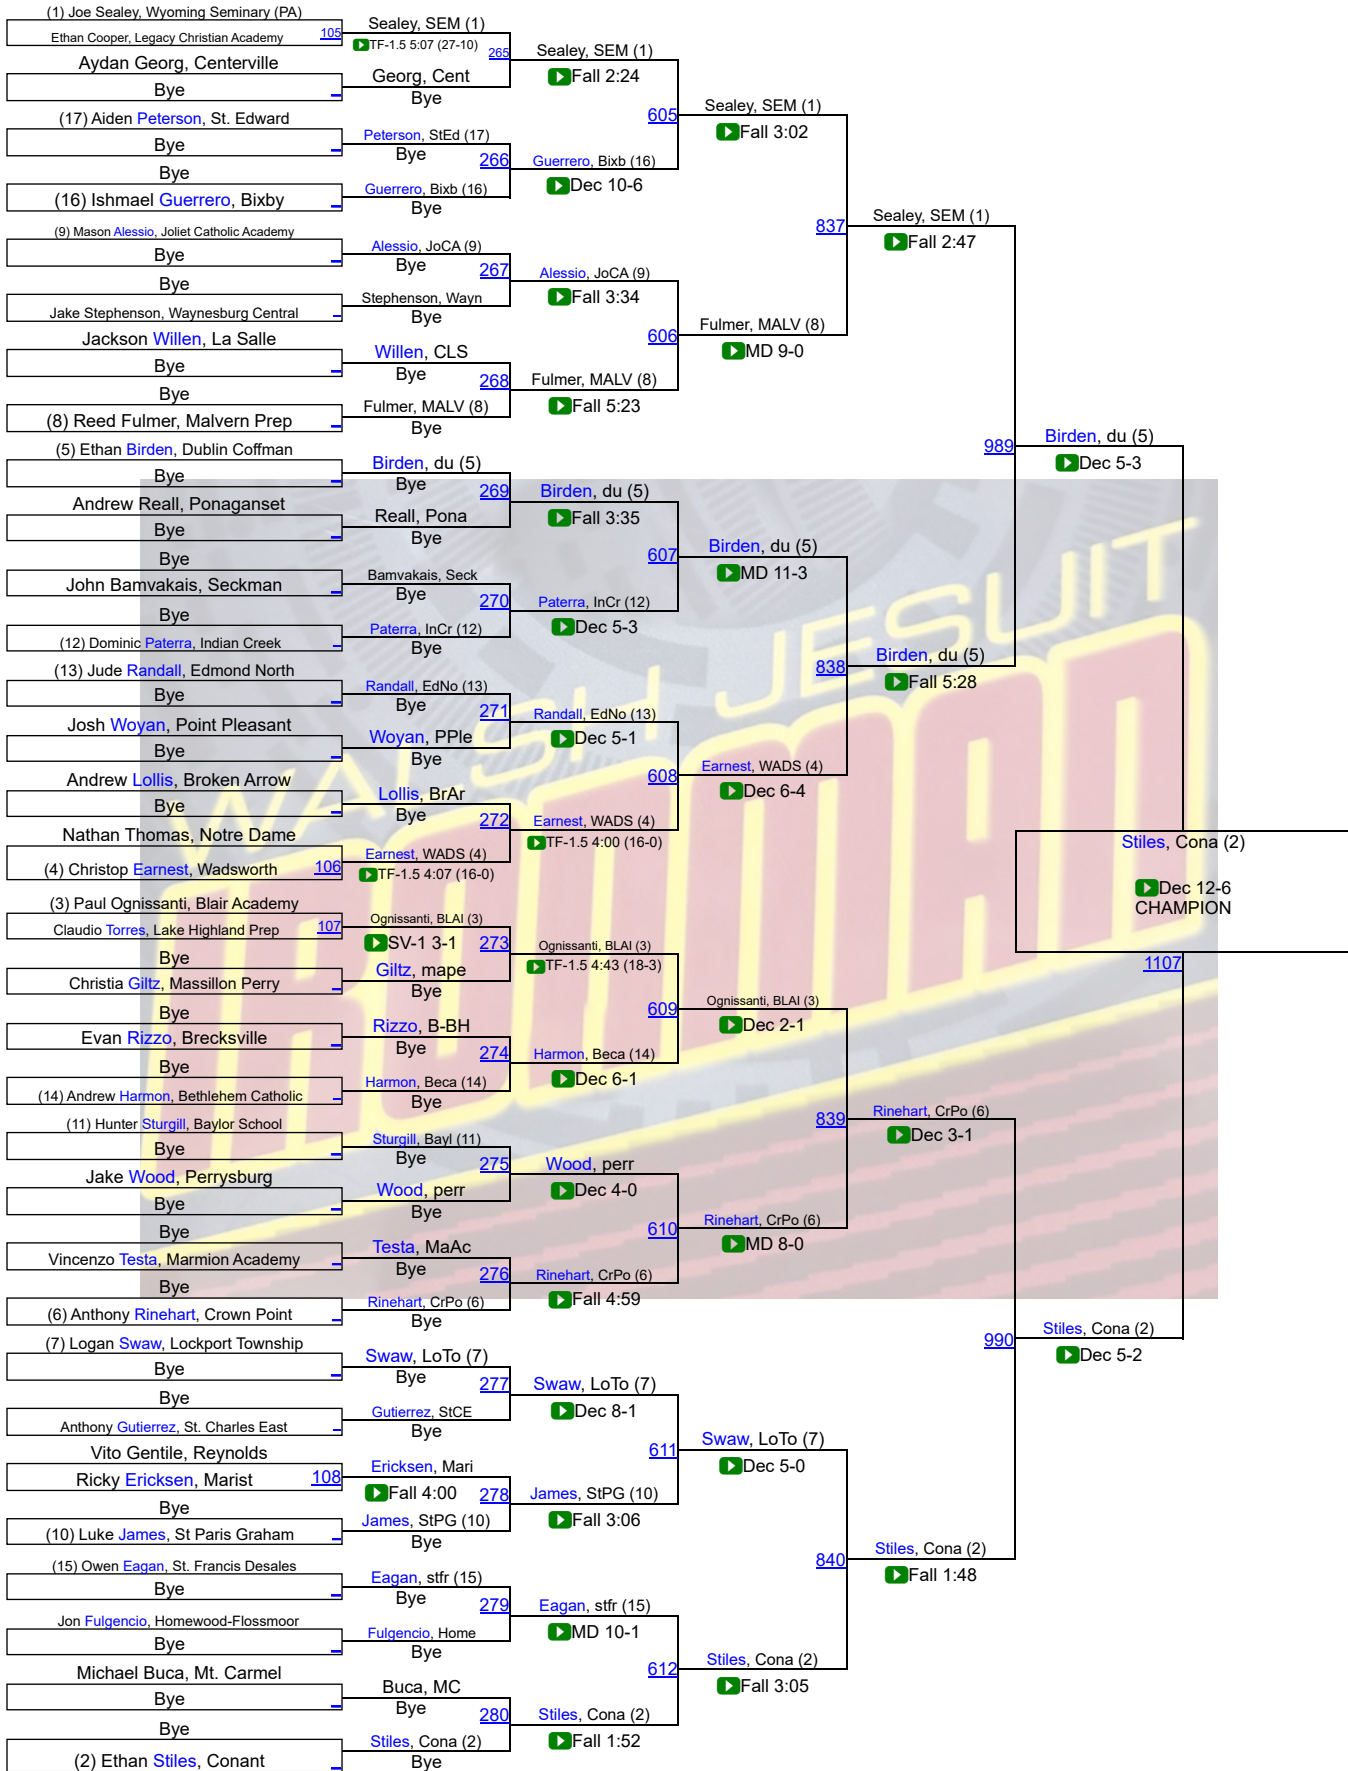 (1) Joe Sealey, Wyoming Seminary (PA)
Ethan Cooper, Legacy Christian Academy 105
Aydan Georg, Centerville
Bye
(17) Aiden Peterson, St. Edward
Bye
Bye
(16) Ishmael Guerrero, Bixby
(9) Mason Alessio, Joliet Catholic Academy
Bye
Bye
Jake Stephenson, Waynesburg Central
Jackson Willen, La Salle
Bye
Bye
(8) Reed Fulmer, Malvern Prep
(5) Ethan Birden, Dublin Coffman
Bye
Andrew Reall, Ponaganset
Bye
Bye
John Bamvakais, Seckman
Bye
(12) Dominic Paterra, Indian Creek
(13) Jude Randall, Edmond North
Bye
Josh Woyan, Point Pleasant
Bye
Andrew Lollis, Broken Arrow
Bye
Nathan Thomas, Notre Dame
(4) Christop Earnest, Wadsworth 106
(3) Paul Ognissanti, Blair Academy
Claudio Torres, Lake Highland Prep 107
Bye
Christia Giltz, Massillon Perry
Bye
Evan Rizzo, Brecksville
Bye
(14) Andrew Harmon, Bethlehem Catholic
(11) Hunter Sturgill, Baylor School
Bye
Jake Wood, Perrysburg
Bye
Bye
Vincenzo Testa, Marmion Academy
Bye
(6) Anthony Rinehart, Crown Point
(7) Logan Swaw, Lockport Township
Bye
Bye
Anthony Gutierrez, St. Charles East
Vito Gentile, Reynolds
Ricky Ericksen, Marist 108
Bye
(10) Luke James, St Paris Graham
(15) Owen Eagan, St. Francis Desales
Bye
Jon Fulgencio, Homewood-Flossmoor
Bye
Michael Buca, Mt. Carmel
Bye
Bye
(2) Ethan Stiles, Conant
Sealey, SEM (1)
TF-1.5 5:07 (27-10)
265
Georg, Cent
Bye
Peterson, StEd (17)
Bye
266
Guerrero, Bixb (16)
Bye
Alessio, JoCA (9)
Bye
267
Stephenson, Wayn
Bye
Willen, CLS
Bye
268
Fulmer, MALV (8)
Bye
Birden, du (5)
Bye
269
Reall, Pona
Bye
Bamvakais, Seck
Bye
270
Paterra, InCr (12)
Bye
Randall, EdNo (13)
Bye
271
Woyan, PPle
Bye
Lollis, BrAr
Bye
272
Earnest, WADS (4)
TF-1.5 4:07 (16-0)
Ognissanti, BLAI (3)
SV-1 3-1
273
Giltz, mape
Bye
Rizzo, B-BH
Bye
274
Harmon, Beca (14)
Bye
Sturgill, Bayl (11)
Bye
275
Wood, perr
Bye
Testa, MaAc
Bye
276
Rinehart, CrPo (6)
Bye
Swaw, LoTo (7)
Bye
277
Gutierrez, StCE
Bye
Ericksen, Mari
Fall 4:00
278
James, StPG (10)
Bye
Eagan, stfr (15)
Bye
279
Fulgencio, Home
Bye
Buca, MC
Bye
280
Stiles, Cona (2)
Bye
Sealey, SEM (1)
Fall 2:24
605
Guerrero, Bixb (16)
Dec 10-6
Alessio, JoCA (9)
Fall 3:34
606
Fulmer, MALV (8)
Fall 5:23
Birden, du (5)
Fall 3:35
607
Paterra, InCr (12)
Dec 5-3
Randall, EdNo (13)
Dec 5-1
608
Earnest, WADS (4)
TF-1.5 4:00 (16-0)
Ognissanti, BLAI (3)
TF-1.5 4:43 (18-3)
609
Harmon, Beca (14)
Dec 6-1
Wood, perr
Dec 4-0
610
Rinehart, CrPo (6)
Fall 4:59
Swaw, LoTo (7)
Dec 8-1
611
James, StPG (10)
Fall 3:06
Eagan, stfr (15)
MD 10-1
612
Stiles, Cona (2)
Fall 1:52
Sealey, SEM (1)
Fall 3:02
837
Fulmer, MALV (8)
MD 9-0
Birden, du (5)
MD 11-3
838
Earnest, WADS (4)
Dec 6-4
Ognissanti, BLAI (3)
Dec 2-1
839
Rinehart, CrPo (6)
MD 8-0
Swaw, LoTo (7)
Dec 5-0
840
Stiles, Cona (2)
Fall 3:05
Sealey, SEM (1)
Fall 2:47
989
Birden, du (5)
Fall 5:28
Rinehart, CrPo (6)
Dec 3-1
990
Stiles, Cona (2)
Fall 1:48
Birden, du (5)
Dec 5-3
Stiles, Cona (2)
Dec 5-2
Stiles, Cona (2)
Dec 12-6
CHAMPION
1107
WALSH JESUIT
IRONMAN